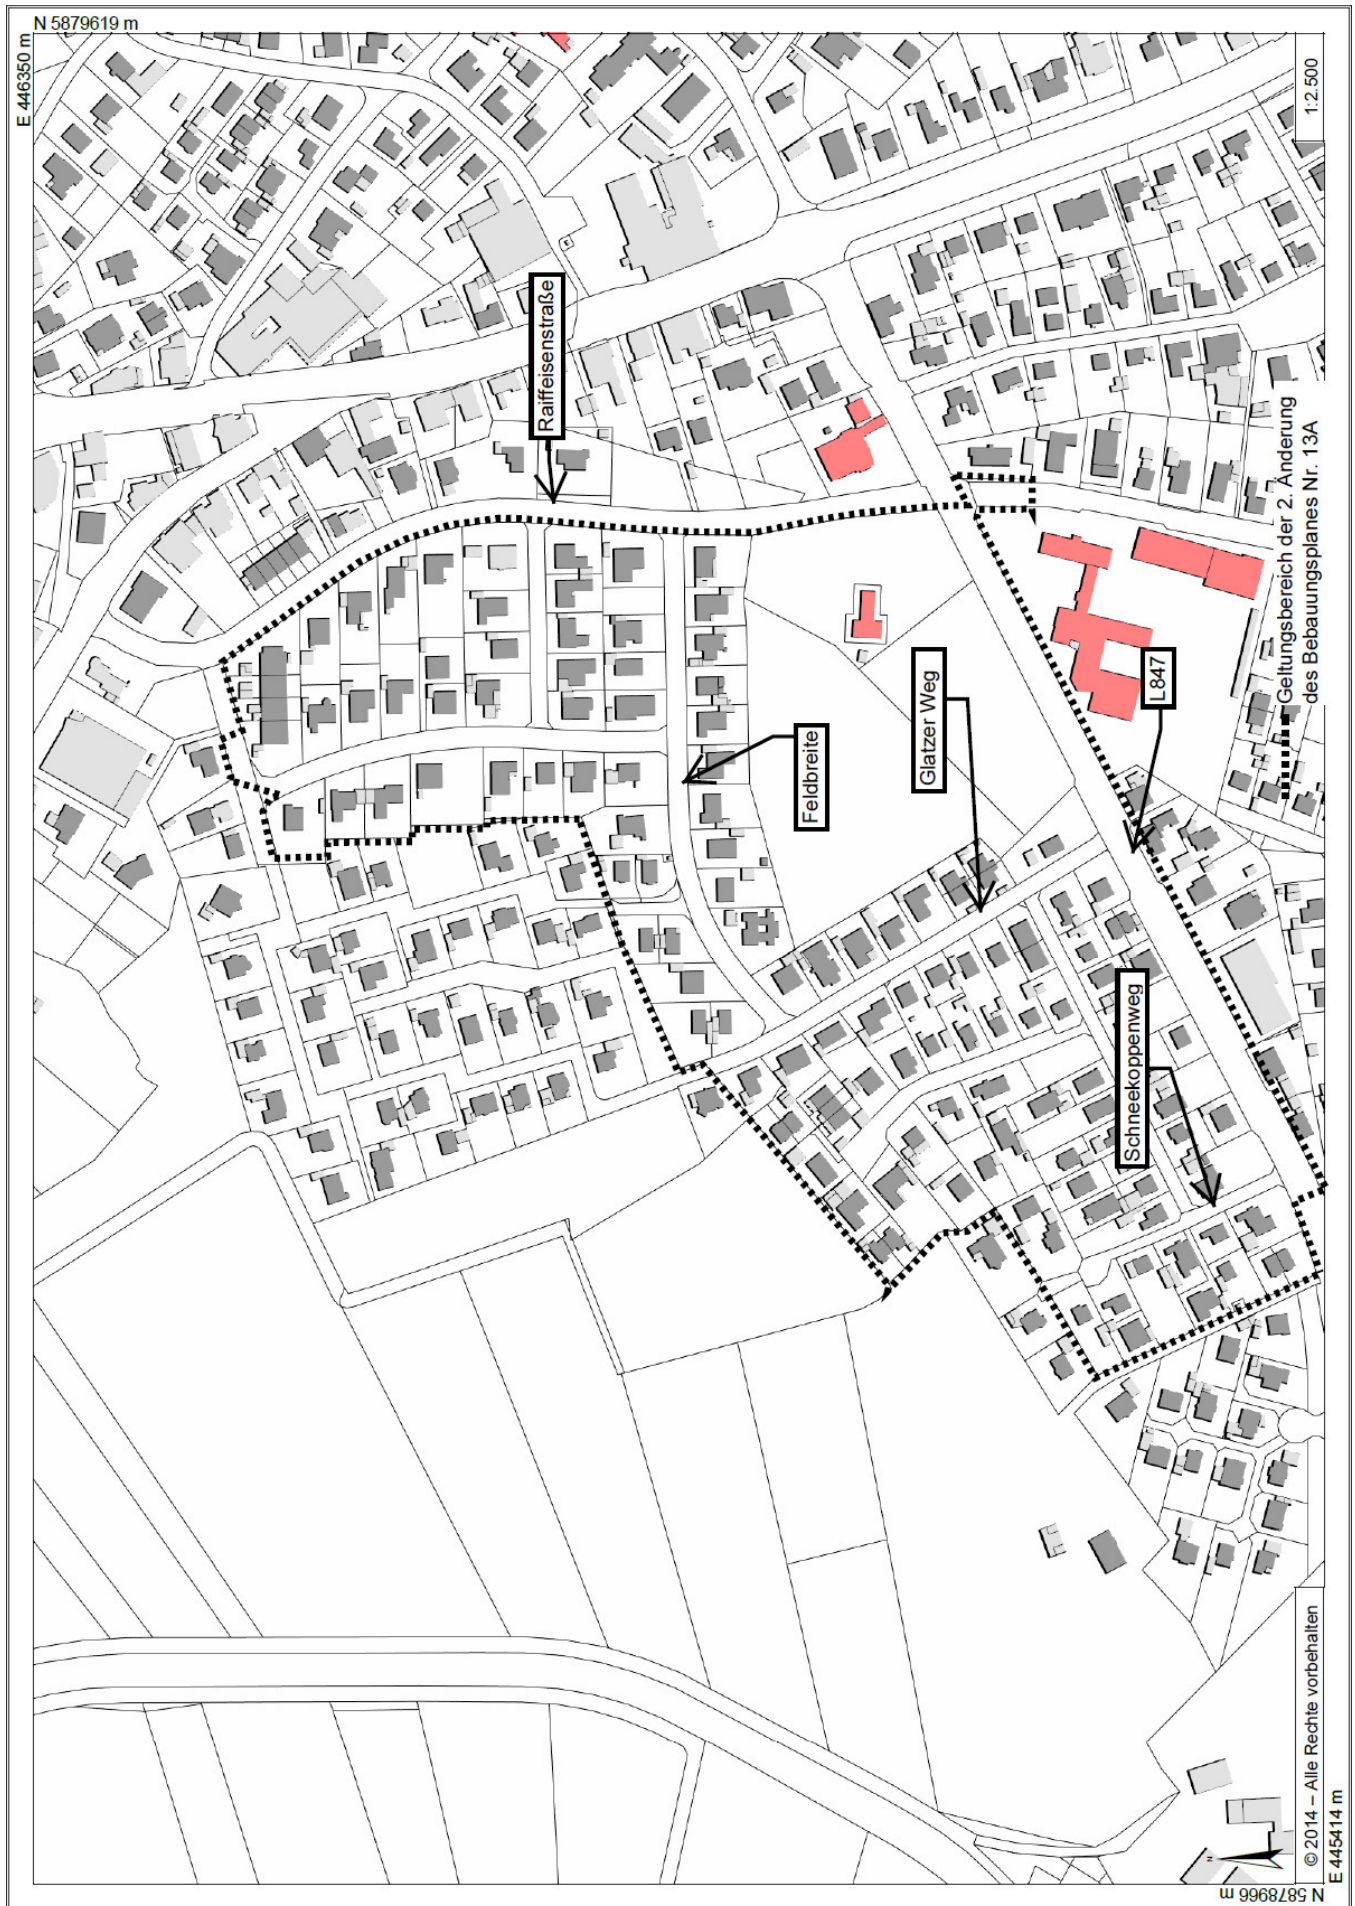 N 5879619 m
E 446350 m
1:2.500
Raiffeisenstraße
Feldbreite
Glatzer Weg
L847
Schneekoppenweg
Geltungsbereich der 2. Änderung
des Bebauungsplanes Nr. 13A
© 2014 – Alle Rechte vorbehalten
N
E 445414 m
N 5878966 m